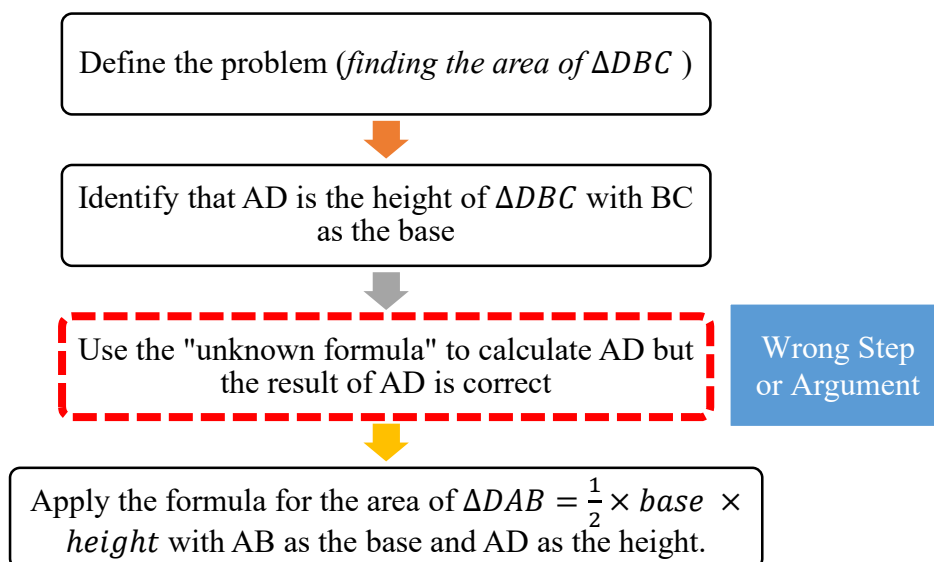 Define the problem (finding the area of ΔDBC )
Identify that AD is the height of ΔDBC with BC
as the base
Use the "unknown formula" to calculate AD but
the result of AD is correct
Wrong Step
or Argument
Apply the formula for the area of ΔDAB = 1/2 × base ×
height with AB as the base and AD as the height.